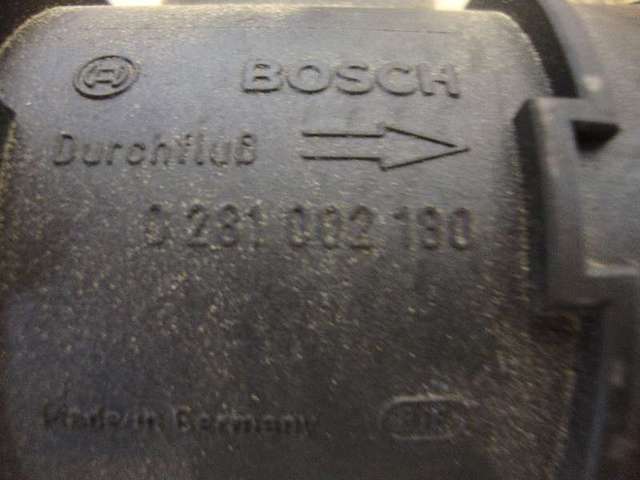 BOSCH
Durchfluß
0 281 002 180
Made in Germany